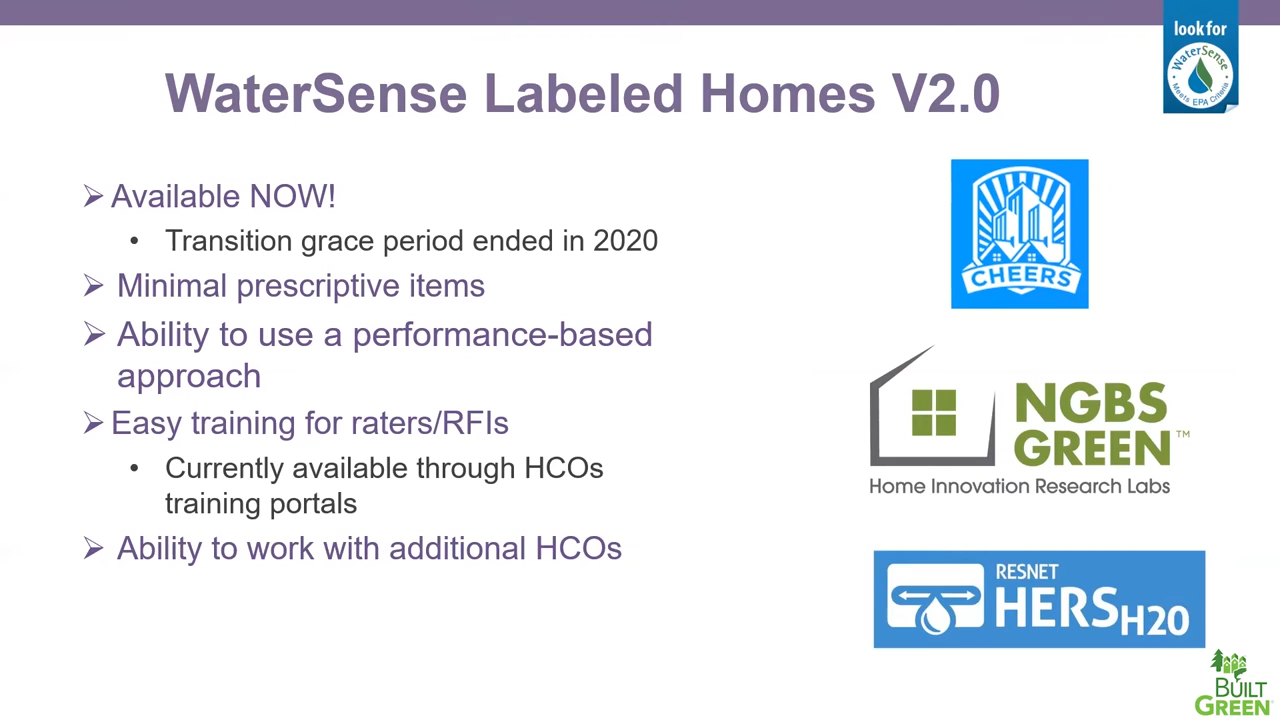 look for
WaterSense
Meets EPA Criteria
WaterSense Labeled Homes V2.0
➢ Available NOW!
• Transition grace period ended in 2020
➢ Minimal prescriptive items
➢ Ability to use a performance-based
approach
➢ Easy training for raters/RFIs
• Currently available through HCOs
training portals
➢ Ability to work with additional HCOs
CHEERS
NGBS
GREEN™
Home Innovation Research Labs
RESNET
HERSH20
BUILT
GREEN